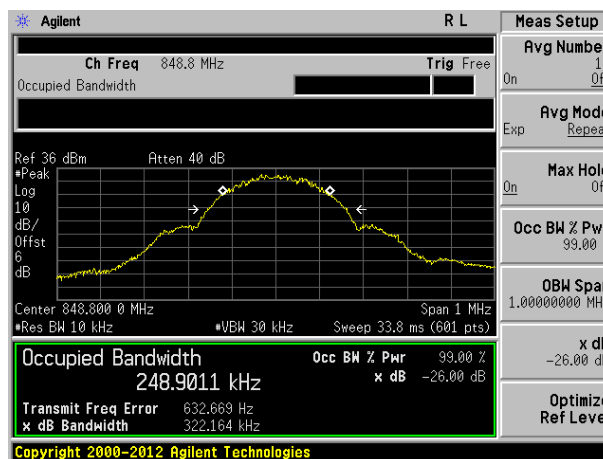 Agilent R L
Ch Freq 848.8 MHz Trig Free
Occupied Bandwidth
Ref 36 dBm Atten 40 dB
#Peak
Log
10
dB/
Offst
6
dB
Center 848.800 0 MHz Span 1 MHz
#Res BW 10 kHz #VBW 30 kHz Sweep 33.8 ms (601 pts)
Occupied Bandwidth Occ BW % Pwr 99.00 %
248.9011 kHz x dB -26.00 dB
Transmit Freq Error 632.669 Hz
x dB Bandwidth 322.164 kHz
Copyright 2000-2012 Agilent Technologies
Meas Setup
Avg Numbe
1
On Of
Avg Mod
Exp Repea
Max Hol
On Of
Occ BW % Pw
99.00
OBW Spa
1.00000000 MH
x d
-26.00 d
Optimiz
Ref Leve